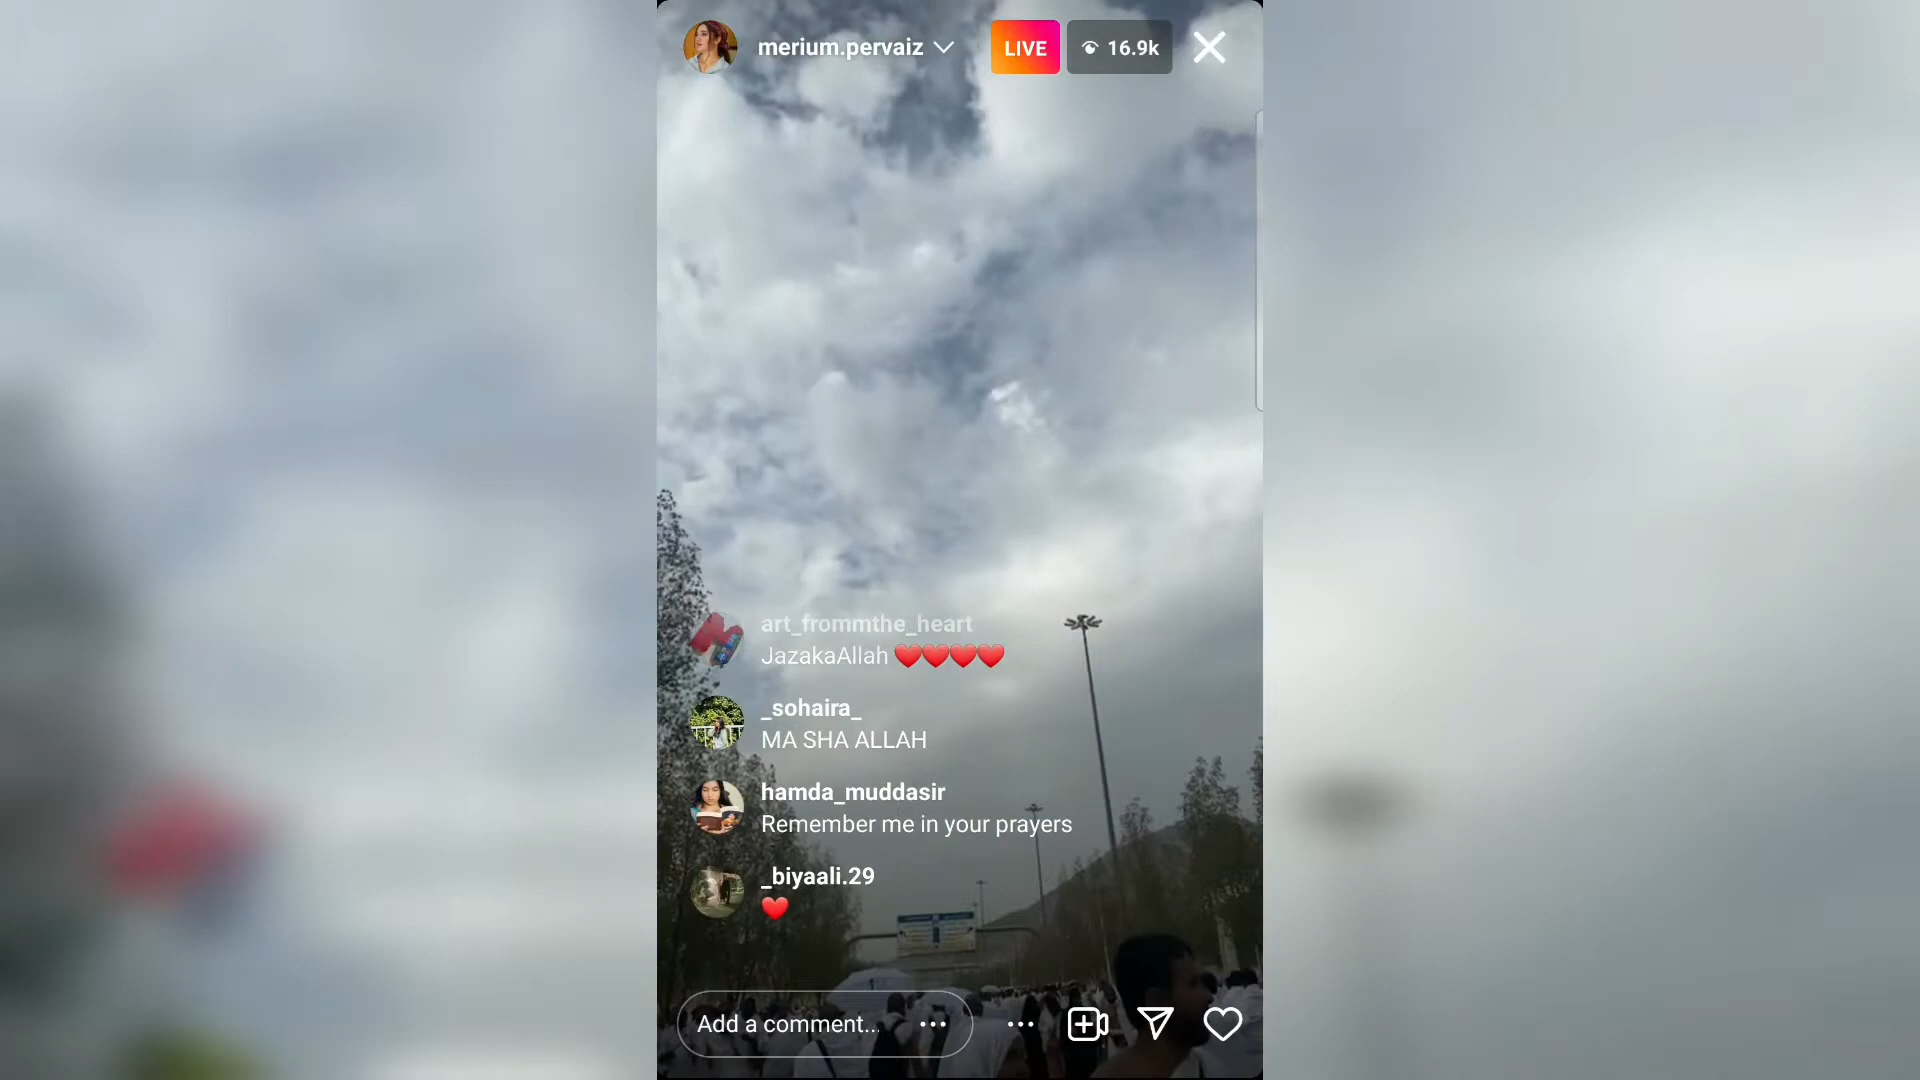 merium.pervaiz
LIVE
16.9k
art_frommthe_heart
JazakaAllah ❤️❤️❤️❤️
_sohaira_
MA SHA ALLAH
hamda_muddasir
Remember me in your prayers
_biyaali.29
❤️
Add a comment...